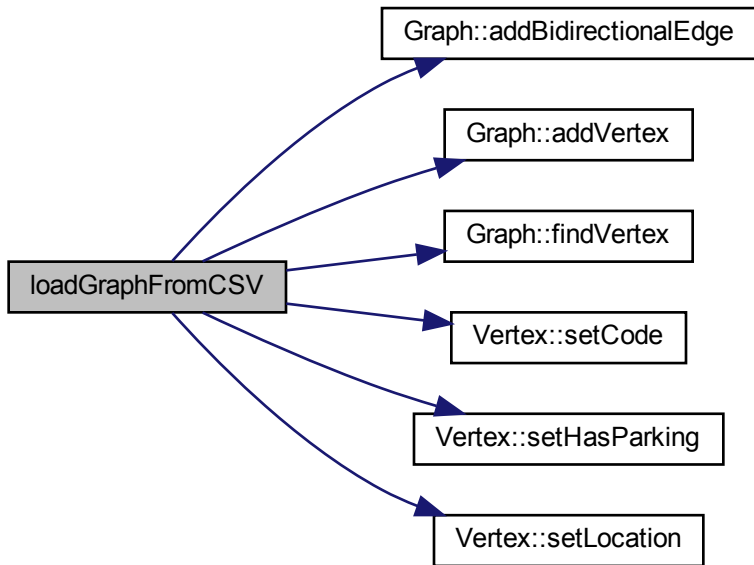 Graph::addBidirectionalEdge
Graph::addVertex
Graph::findVertex
loadGraphFromCSV
Vertex::setCode
Vertex::setHasParking
Vertex::setLocation